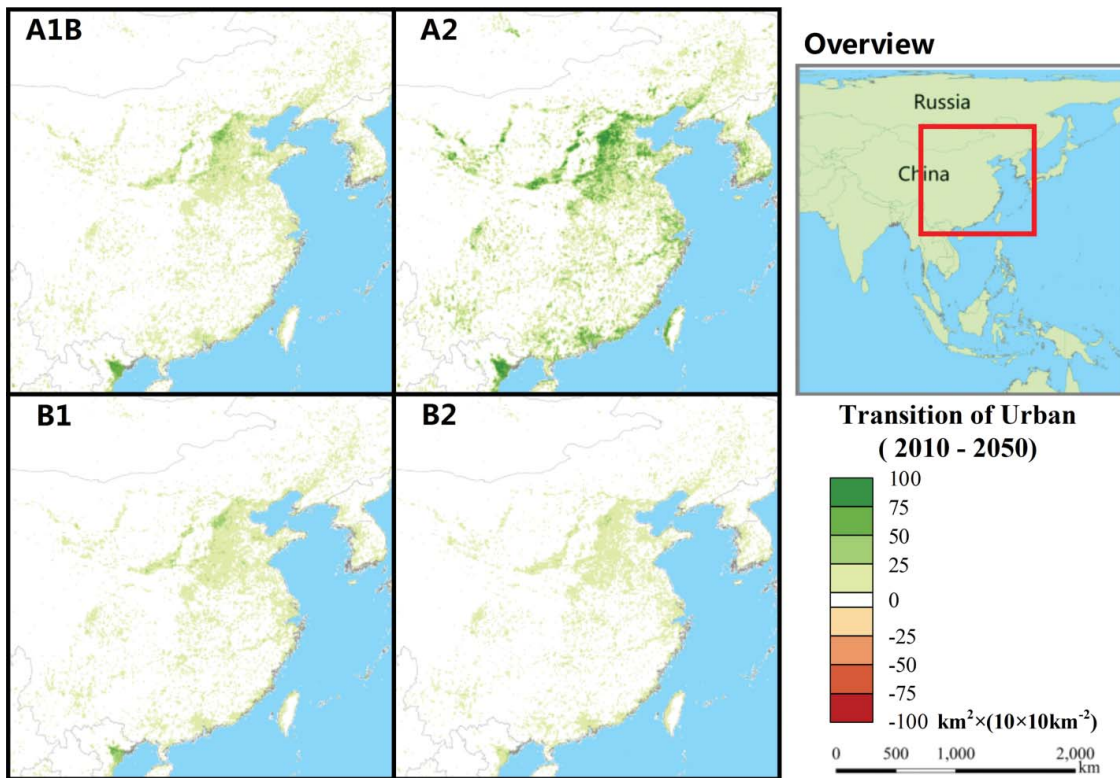 A1B
A2
B1
B2
Overview
Russia
China
Transition of Urban
( 2010 - 2050)
100
75
50
25
0
-25
-50
-75
-100 km²×(10×10km⁻²)
0 500 1,000 2,000
km